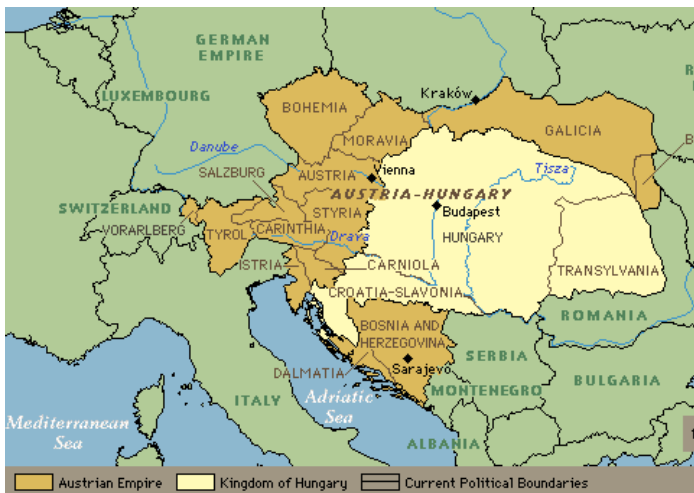 GERMAN
EMPIRE
LUXEMBOURG
Kraków
BOHEMIA
GALICIA
MORAVIA
Danube
Vienna
Tisza
SALZBURG
AUSTRIA
AUSTRIA-HUNGARY
SWITZERLAND
STYRIA
Budapest
VORARLBERG
TYROL
CARINTHIA
Drava
HUNGARY
ISTRIA
CARNIOLA
TRANSYLVANIA
CROATIA-SLAVONIA
ROMANIA
BOSNIA AND
HERZEGOVINA
SERBIA
DALMATIA
Sarajevo
BULGARIA
MONTENEGRO
ITALY
Adriatic
Sea
Mediterranean
Sea
ALBANIA
Austrian Empire
Kingdom of Hungary
Current Political Boundaries